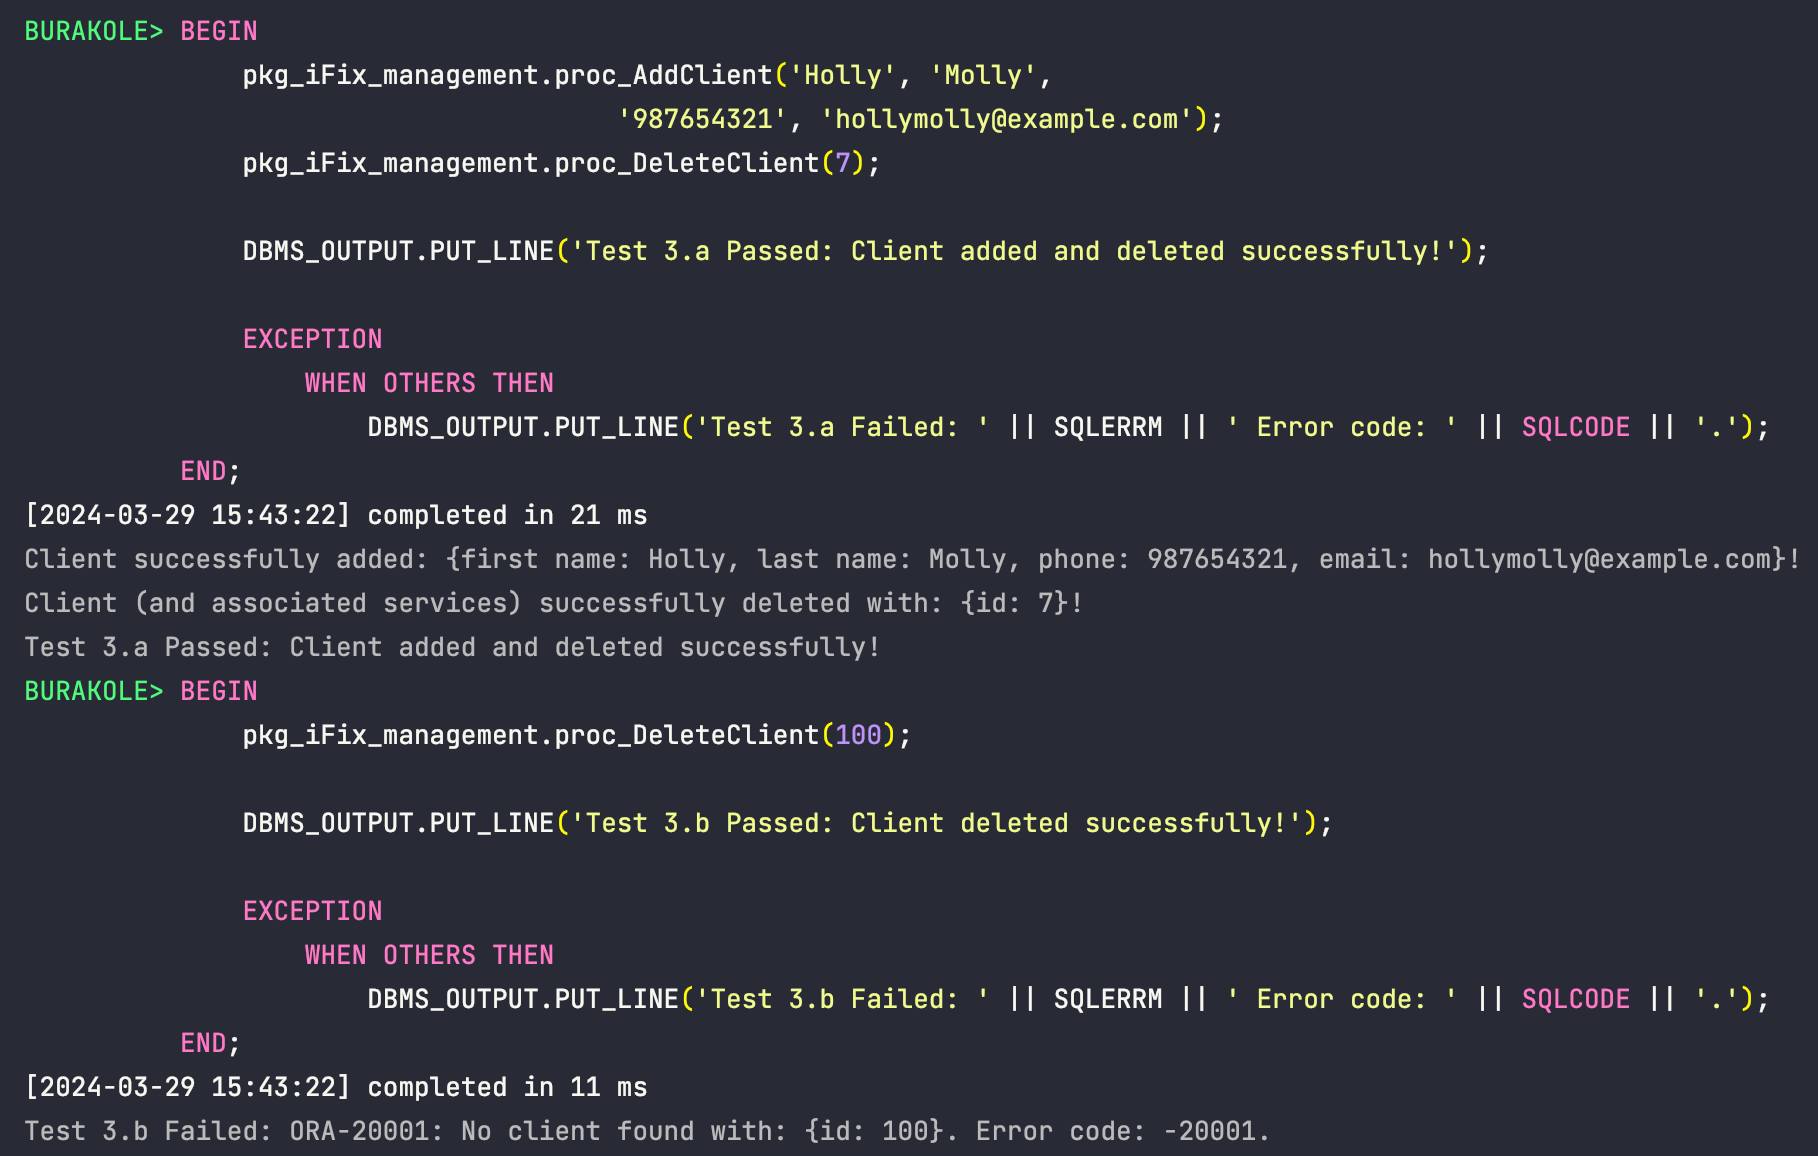 BURAKOLE> BEGIN
pkg_iFix_management.proc_AddClient('Holly', 'Molly',
'987654321', 'hollymolly@example.com');
pkg_iFix_management.proc_DeleteClient(7);
DBMS_OUTPUT.PUT_LINE('Test 3.a Passed: Client added and deleted successfully!');
EXCEPTION
WHEN OTHERS THEN
DBMS_OUTPUT.PUT_LINE('Test 3.a Failed: ' || SQLERRM || ' Error code: ' || SQLCODE || '.');
END;
[2024-03-29 15:43:22] completed in 21 ms
Client successfully added: {first name: Holly, last name: Molly, phone: 987654321, email: hollymolly@example.com}!
Client (and associated services) successfully deleted with: {id: 7}!
Test 3.a Passed: Client added and deleted successfully!
BURAKOLE> BEGIN
pkg_iFix_management.proc_DeleteClient(100);
DBMS_OUTPUT.PUT_LINE('Test 3.b Passed: Client deleted successfully!');
EXCEPTION
WHEN OTHERS THEN
DBMS_OUTPUT.PUT_LINE('Test 3.b Failed: ' || SQLERRM || ' Error code: ' || SQLCODE || '.');
END;
[2024-03-29 15:43:22] completed in 11 ms
Test 3.b Failed: ORA-20001: No client found with: {id: 100}. Error code: -20001.